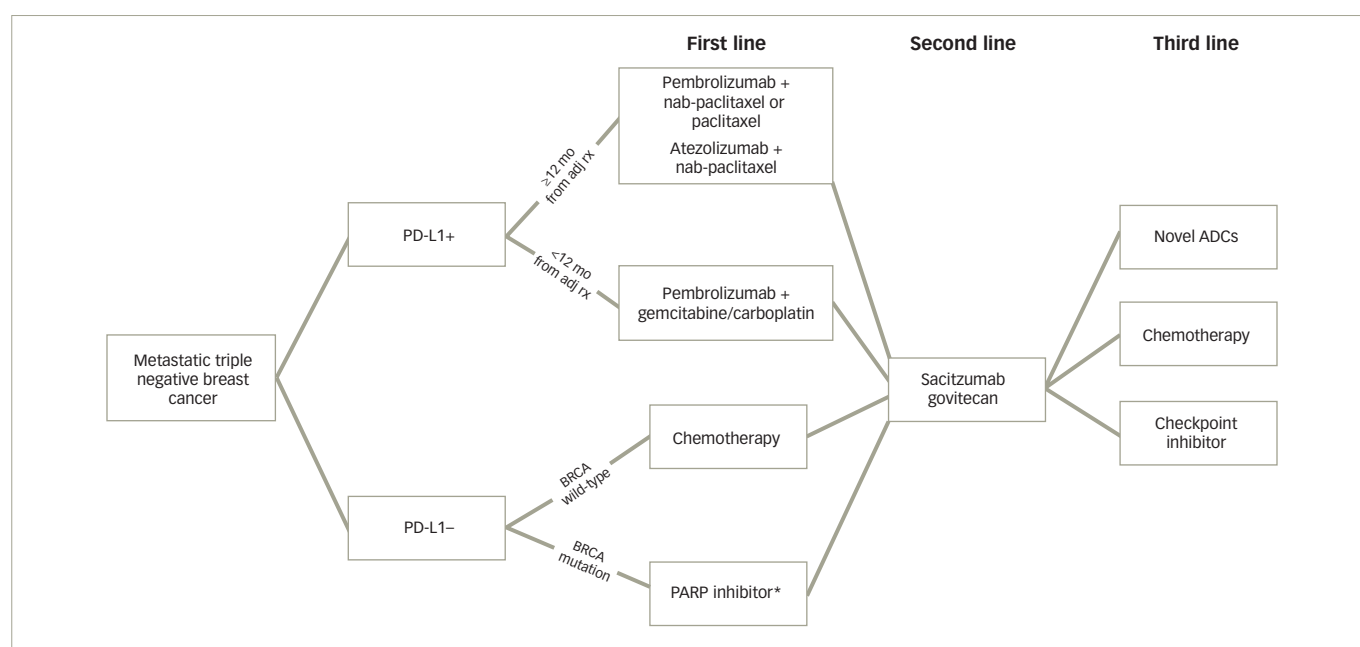 First line
Second line
Third line
Metastatic triple
negative breast
cancer
PD-L1+
PD-L1–
≥12 mo
from adj rx
<12 mo
from adj rx
BRCA
wild-type
BRCA
mutation
Pembrolizumab +
nab-paclitaxel or
paclitaxel
Atezolizumab +
nab-paclitaxel
Pembrolizumab +
gemcitabine/carboplatin
Chemotherapy
PARP inhibitor*
Sacitzumab
govitecan
Novel ADCs
Chemotherapy
Checkpoint
inhibitor